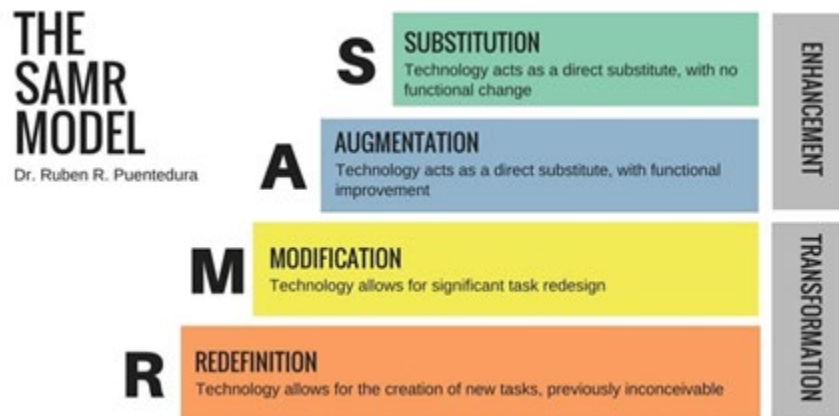 THE
SAMR
MODEL
Dr. Ruben R. Puentedura
S
SUBSTITUTION
Technology acts as a direct substitute, with no
functional change
A
AUGMENTATION
Technology acts as a direct substitute, with functional
improvement
ENHANCEMENT
M
MODIFICATION
Technology allows for significant task redesign
R
REDEFINITION
Technology allows for the creation of new tasks, previously inconceivable
TRANSFORMATION